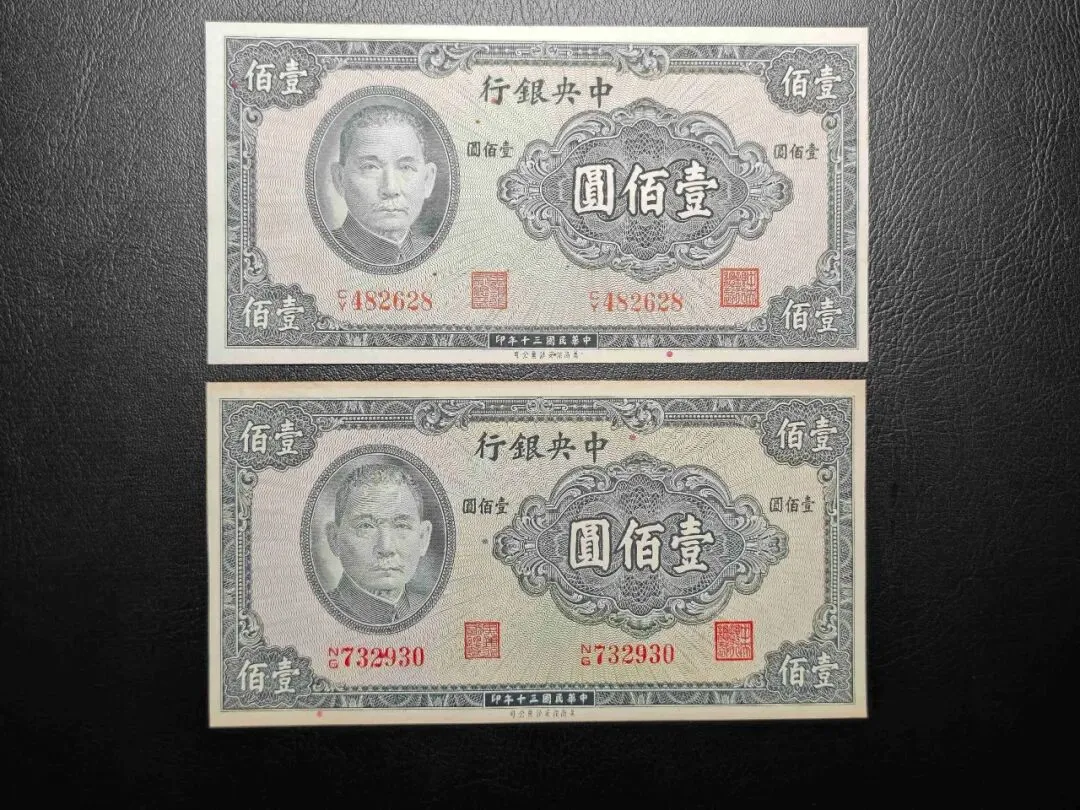 壹佰
壹佰
中央銀行
壹佰圓
壹佰圓
壹佰圓
C/Y 482628
C/Y 482628
壹佰
壹佰
中華民國三十年印
壹佰
壹佰
中央銀行
壹佰圓
壹佰圓
壹佰圓
N/G 732930
N/G 732930
壹佰
壹佰
中華民國三十年印